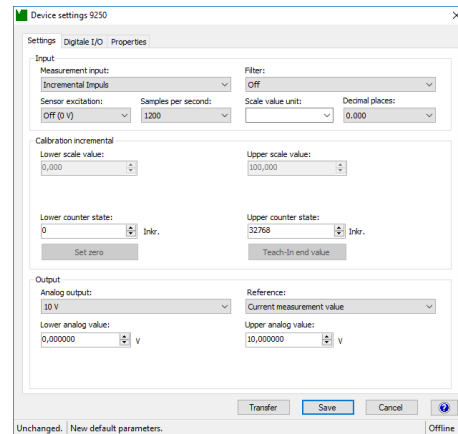 Device settings 9250
Settings Digitale I/O Properties
Input
Measurement input: Filter:
Incremental Impuls Off
Sensor excitation: Samples per second: Scale value unit: Decimal places:
Off (0 V) 1200 0.000
Calibration incremental
Lower scale value: Upper scale value:
0,000 100,000
Lower counter state: Upper counter state:
0 Inkr. 32768 Inkr.
Set zero Teach-In end value
Output
Analog output: Reference:
10 V Current measurement value
Lower analog value: Upper analog value:
0,000000 V 10,000000 V
Transfer Save Cancel ?
Unchanged. New default parameters. Offline